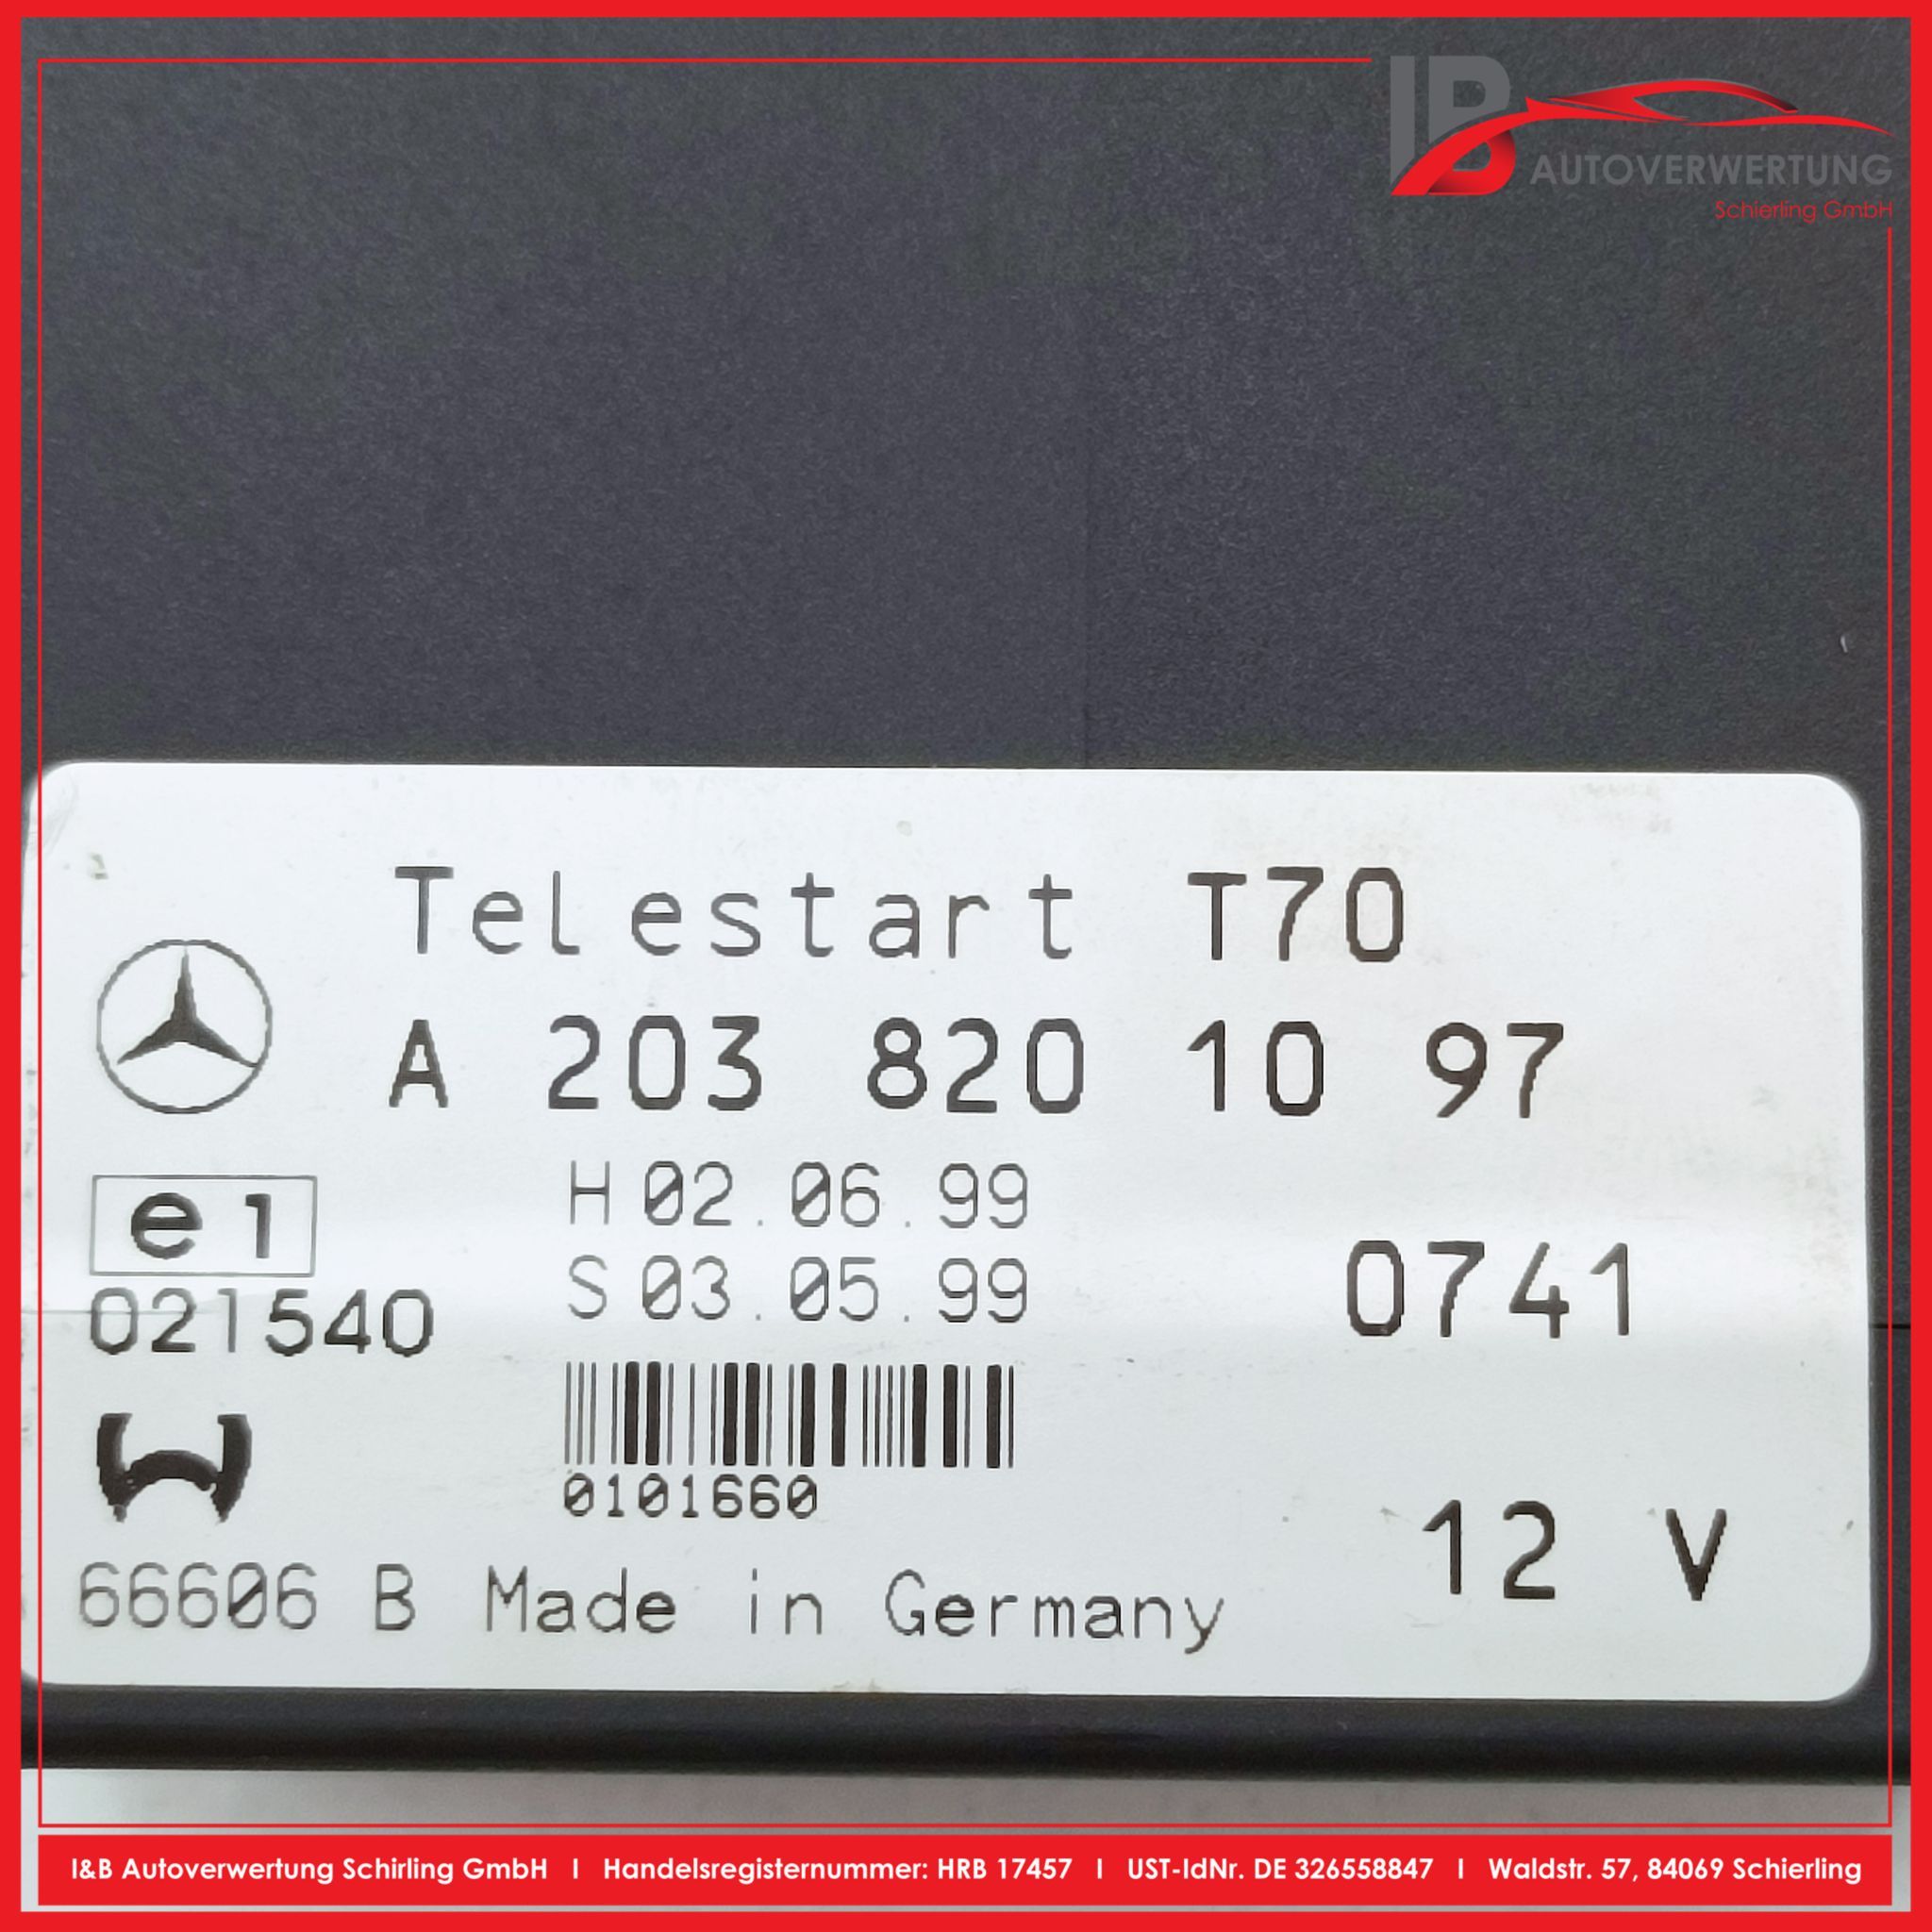 IB
AUTOVERWERTUNG
Schierling GmbH
Telestart T70
A 203 820 10 97
e1
H 02.06.99
S 03.05.99
0741
021540
0101660
12 V
66606 B Made in Germany
I&B Autoverwertung Schirling GmbH I Handelsregisternummer: HRB 17457 I UST-IdNr. DE 326558847 I Waldstr. 57, 84069 Schierling